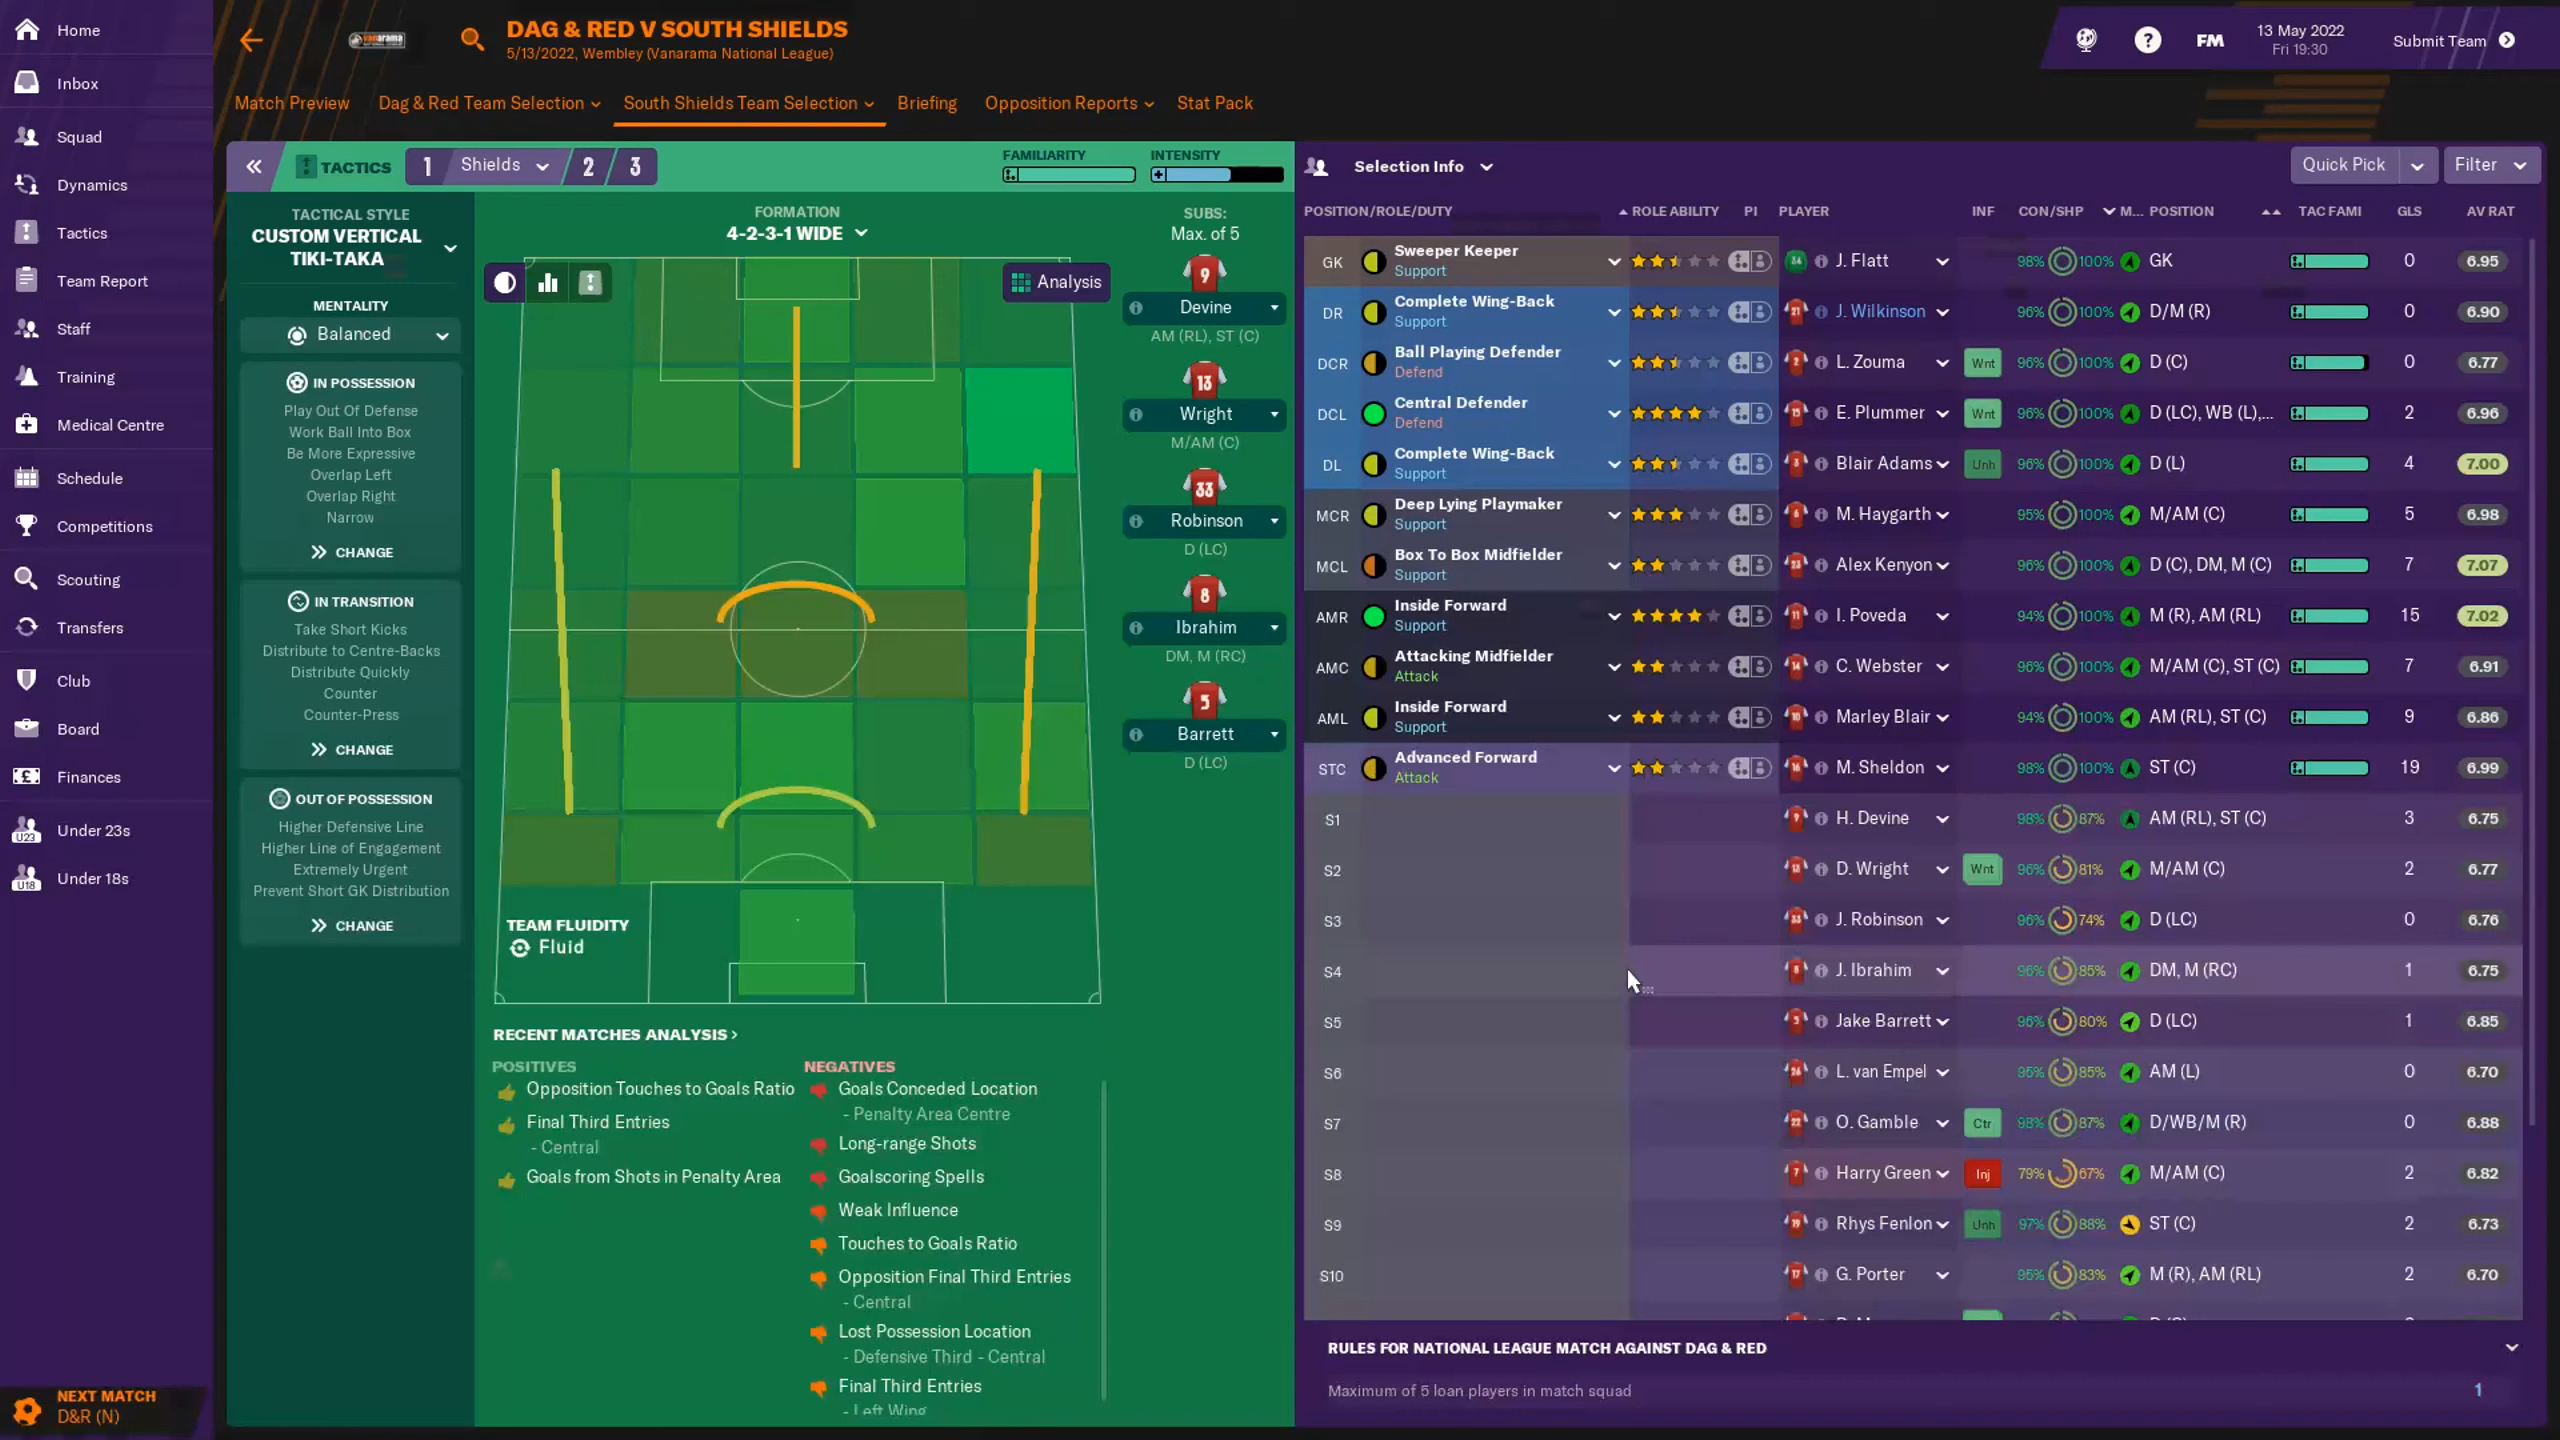 Home
Inbox
Squad
Dynamics
Tactics
Team Report
Staff
Training
Medical Centre
Schedule
Competitions
Scouting
Transfers
Club
Board
Finances
U23
Under 23s
U18
Under 18s
NEXT MATCH
D&R (N)
vanarama
DAG & RED V SOUTH SHIELDS
5/13/2022, Wembley (Vanarama National League)
FM
13 May 2022
Fri 19:30
Submit Team
Match Preview
Dag & Red Team Selection
South Shields Team Selection
Briefing
Opposition Reports
Stat Pack
TACTICS
1 Shields 2 3
FAMILIARITY
INTENSITY
TACTICAL STYLE
CUSTOM VERTICAL
TIKI-TAKA
MENTALITY
Balanced
IN POSSESSION
Play Out Of Defense
Work Ball Into Box
Be More Expressive
Overlap Left
Overlap Right
Narrow
CHANGE
IN TRANSITION
Take Short Kicks
Distribute to Centre-Backs
Distribute Quickly
Counter
Counter-Press
CHANGE
OUT OF POSSESSION
Higher Defensive Line
Higher Line of Engagement
Extremely Urgent
Prevent Short GK Distribution
CHANGE
FORMATION
4-2-3-1 WIDE
Analysis
TEAM FLUIDITY
Fluid
SUBS:
Max. of 5
9
Devine
AM (RL), ST (C)
13
Wright
M/AM (C)
33
Robinson
D (LC)
8
Ibrahim
DM, M (RC)
5
Barrett
D (LC)
RECENT MATCHES ANALYSIS >
POSITIVES
Opposition Touches to Goals Ratio
Final Third Entries
- Central
Goals from Shots in Penalty Area
NEGATIVES
Goals Conceded Location
- Penalty Area Centre
Long-range Shots
Goalscoring Spells
Weak Influence
Touches to Goals Ratio
Opposition Final Third Entries
- Central
Lost Possession Location
- Defensive Third - Central
Final Third Entries
- Left Wing
Selection Info
Quick Pick
Filter
POSITION/ROLE/DUTY ROLE ABILITY PI PLAYER INF CON/SHP M... POSITION TAC FAMI GLS AV RAT
GK Sweeper Keeper Support J. Flatt 98% 100% GK 0 6.95
DR Complete Wing-Back Support J. Wilkinson 96% 100% D/M (R) 0 6.90
DCR Ball Playing Defender Defend L. Zouma Wnt 96% 100% D (C) 0 6.77
DCL Central Defender Defend E. Plummer Wnt 96% 100% D (LC), WB (L),... 2 6.96
DL Complete Wing-Back Support Blair Adams Unh 96% 100% D (L) 4 7.00
MCR Deep Lying Playmaker Support M. Haygarth 95% 100% M/AM (C) 5 6.98
MCL Box To Box Midfielder Support Alex Kenyon 96% 100% D (C), DM, M (C) 7 7.07
AMR Inside Forward Support I. Poveda 94% 100% M (R), AM (RL) 15 7.02
AMC Attacking Midfielder Attack C. Webster 96% 100% M/AM (C), ST (C) 7 6.91
AML Inside Forward Support Marley Blair 94% 100% AM (RL), ST (C) 9 6.86
STC Advanced Forward Attack M. Sheldon 98% 100% ST (C) 19 6.99
S1 H. Devine 98% 87% AM (RL), ST (C) 3 6.75
S2 D. Wright Wnt 96% 81% M/AM (C) 2 6.77
S3 J. Robinson 96% 74% D (LC) 0 6.76
S4 J. Ibrahim 96% 85% DM, M (RC) 1 6.75
S5 Jake Barrett 96% 80% D (LC) 1 6.85
S6 L. van Empel 95% 85% AM (L) 0 6.70
S7 O. Gamble Ctr 98% 87% D/WB/M (R) 0 6.88
S8 Harry Green Inj 79% 67% M/AM (C) 2 6.82
S9 Rhys Fenlon Unh 97% 88% ST (C) 2 6.73
S10 G. Porter 95% 83% M (R), AM (RL) 2 6.70
RULES FOR NATIONAL LEAGUE MATCH AGAINST DAG & RED
Maximum of 5 loan players in match squad 1